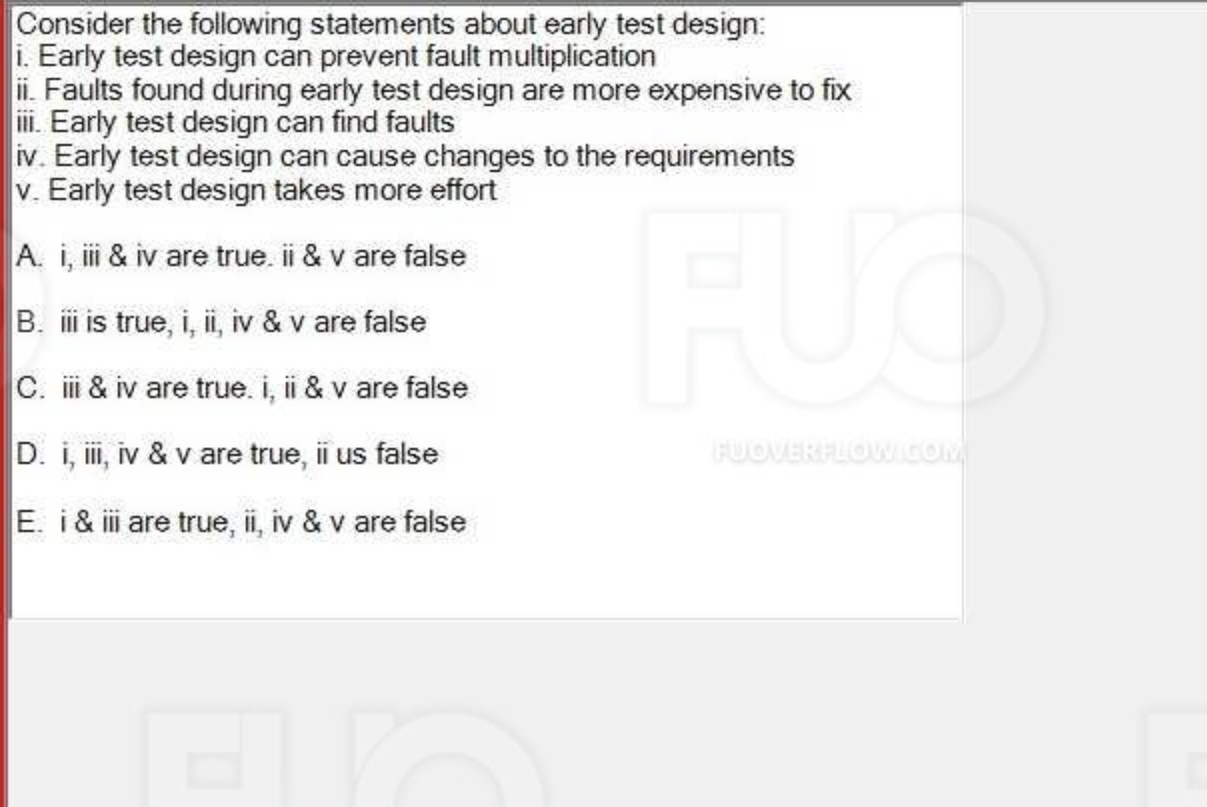 Consider the following statements about early test design:
i. Early test design can prevent fault multiplication
ii. Faults found during early test design are more expensive to fix
iii. Early test design can find faults
iv. Early test design can cause changes to the requirements
v. Early test design takes more effort
A. i, iii & iv are true. ii & v are false
B. iii is true, i, ii, iv & v are false
C. iii & iv are true. i, ii & v are false
D. i, iii, iv & v are true, ii us false
E. i & iii are true, ii, iv & v are false
FUO
FUOVERFLOW.COM
FUO